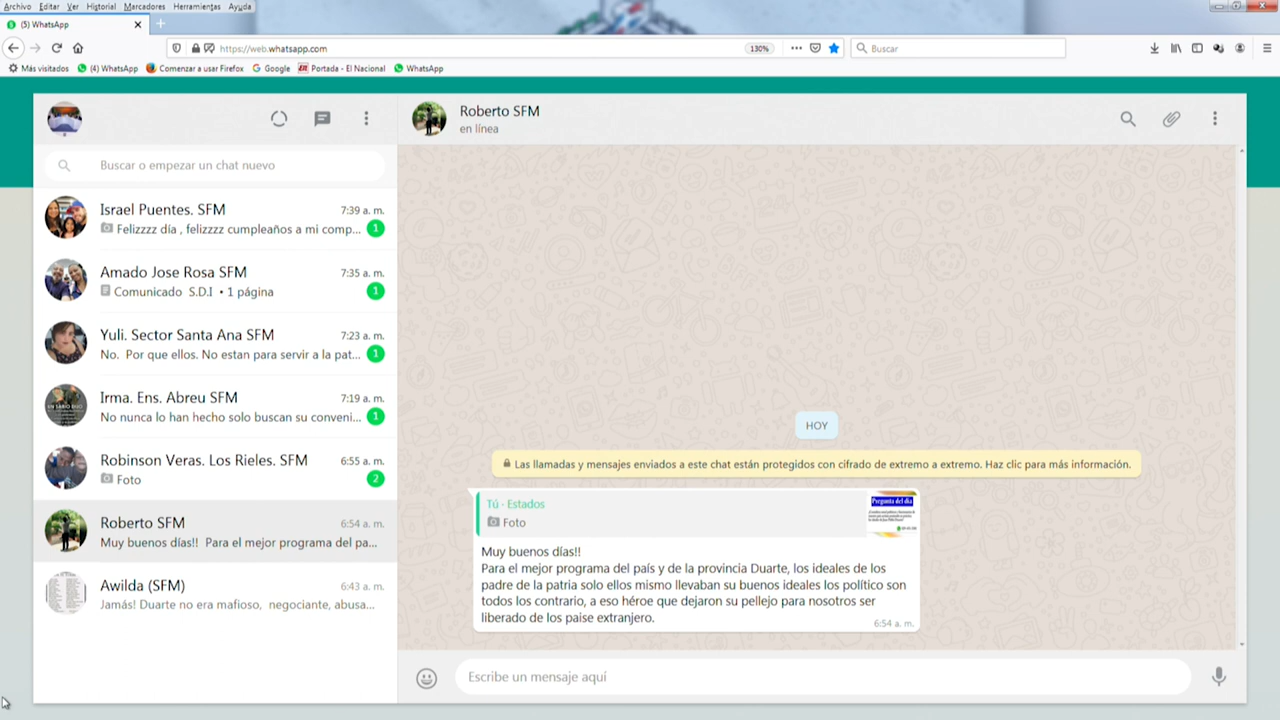 Archivo Editar Ver Historial Marcadores Herramientas Ayuda
(5) WhatsApp
https://web.whatsapp.com
130%
Buscar
Más visitados
(4) WhatsApp
Comenzar a usar Firefox
Google
Portada - El Nacional
WhatsApp
Buscar o empezar un chat nuevo
Israel Puentes. SFM
7:39 a. m.
Felizzzz día , felizzzz cumpleaños a mi comp...
1
Amado Jose Rosa SFM
7:35 a. m.
Comunicado S.D.I • 1 página
1
Yuli. Sector Santa Ana SFM
7:23 a. m.
No. Por que ellos. No estan para servir a la pat...
1
Irma. Ens. Abreu SFM
7:19 a. m.
No nunca lo han hecho solo buscan su conveni...
1
Robinson Veras. Los Rieles. SFM
6:55 a. m.
Foto
2
Roberto SFM
6:54 a. m.
Muy buenos días!! Para el mejor programa del pa...
Awilda (SFM)
6:43 a. m.
Jamás! Duarte no era mafioso, negociante, abusa...
Roberto SFM
en línea
HOY
Las llamadas y mensajes enviados a este chat están protegidos con cifrado de extremo a extremo. Haz clic para más información.
Tú · Estados
Foto
Pregunta del día
Muy buenos días!!
Para el mejor programa del país y de la provincia Duarte, los ideales de los
padre de la patria solo ellos mismo llevaban su buenos ideales los político son
todos los contrario, a eso héroe que dejaron su pellejo para nosotros ser
liberado de los paise extranjero.
6:54 a. m.
Escribe un mensaje aquí